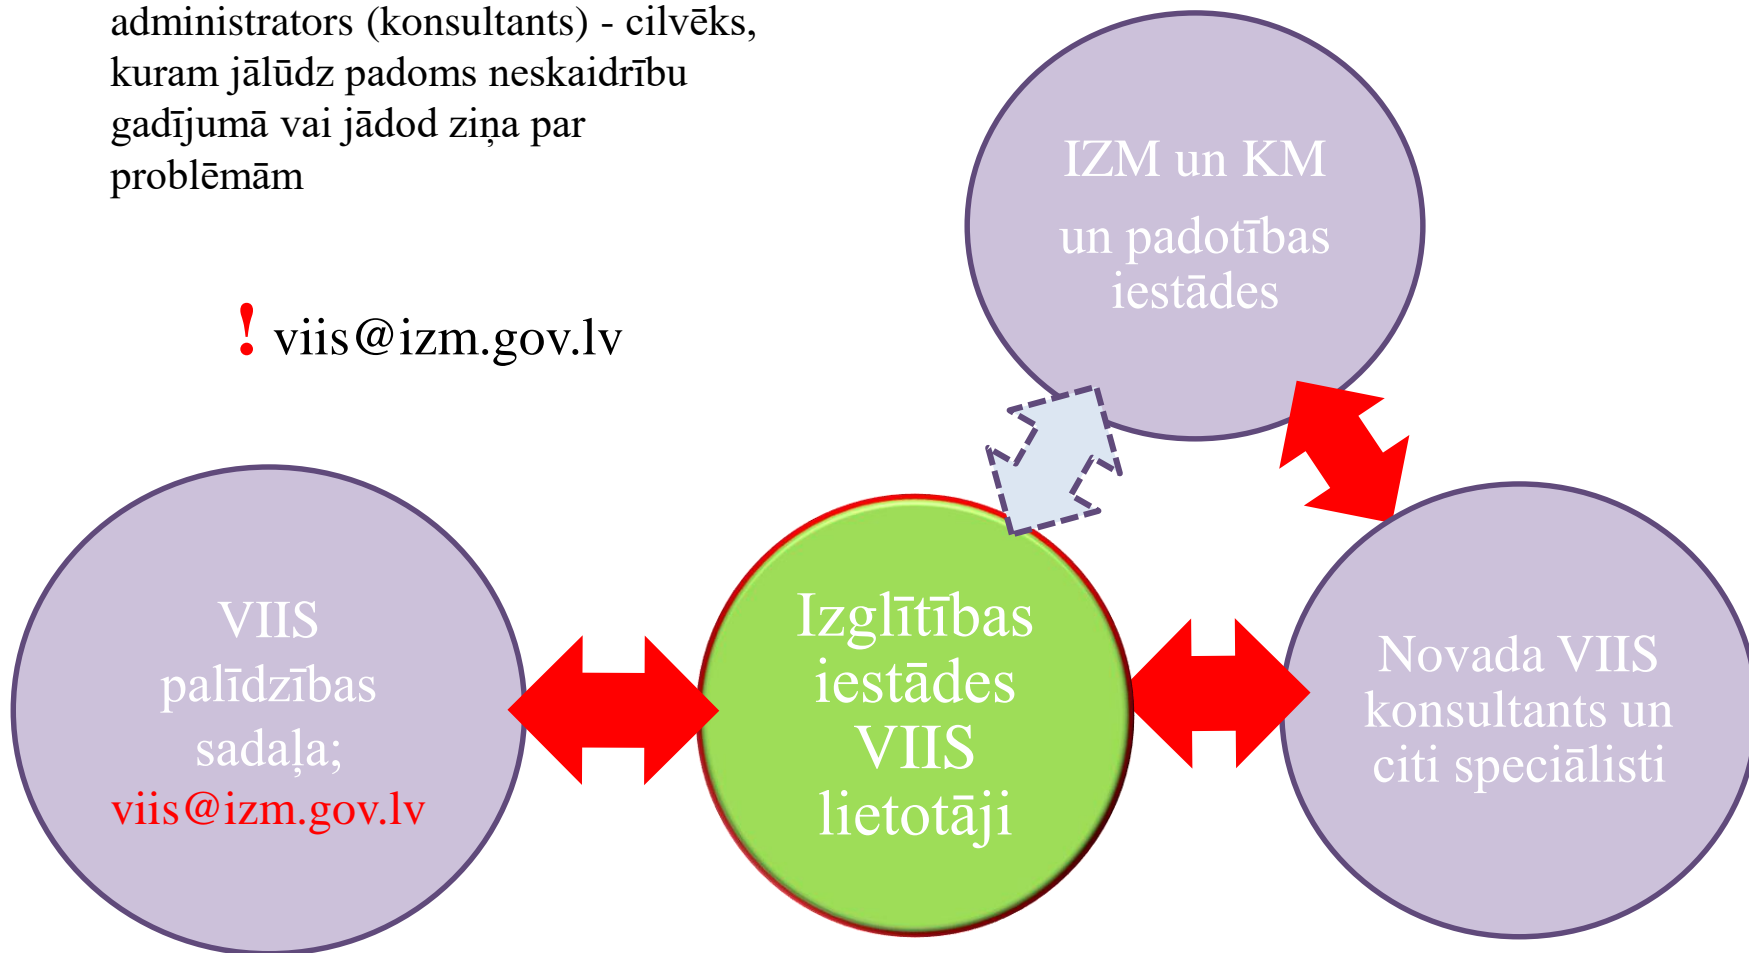 administrators (konsultants) - cilvēks,
kuram jālūdz padoms neskaidrību
gadījumā vai jādod ziņa par
problēmām
! viis@izm.gov.lv
IZM un KM
un padotības
iestādes
VIIS
palīdzības
sadaļa;
viis@izm.gov.lv
Izglītības
iestādes
VIIS
lietotāji
Novada VIIS
konsultants un
citi speciālisti